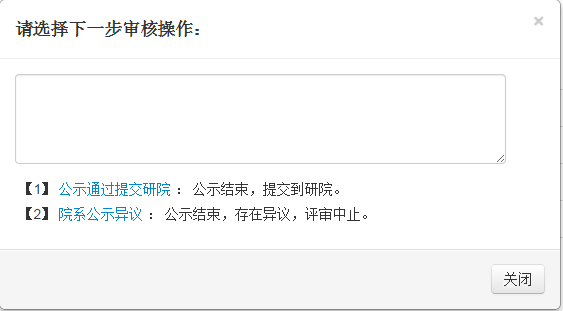 请选择下一步审核操作：
×
【1】 公示通过提交研院 ： 公示结束，提交到研院。
【2】 院系公示异议 ： 公示结束，存在异议，评审中止。
关闭